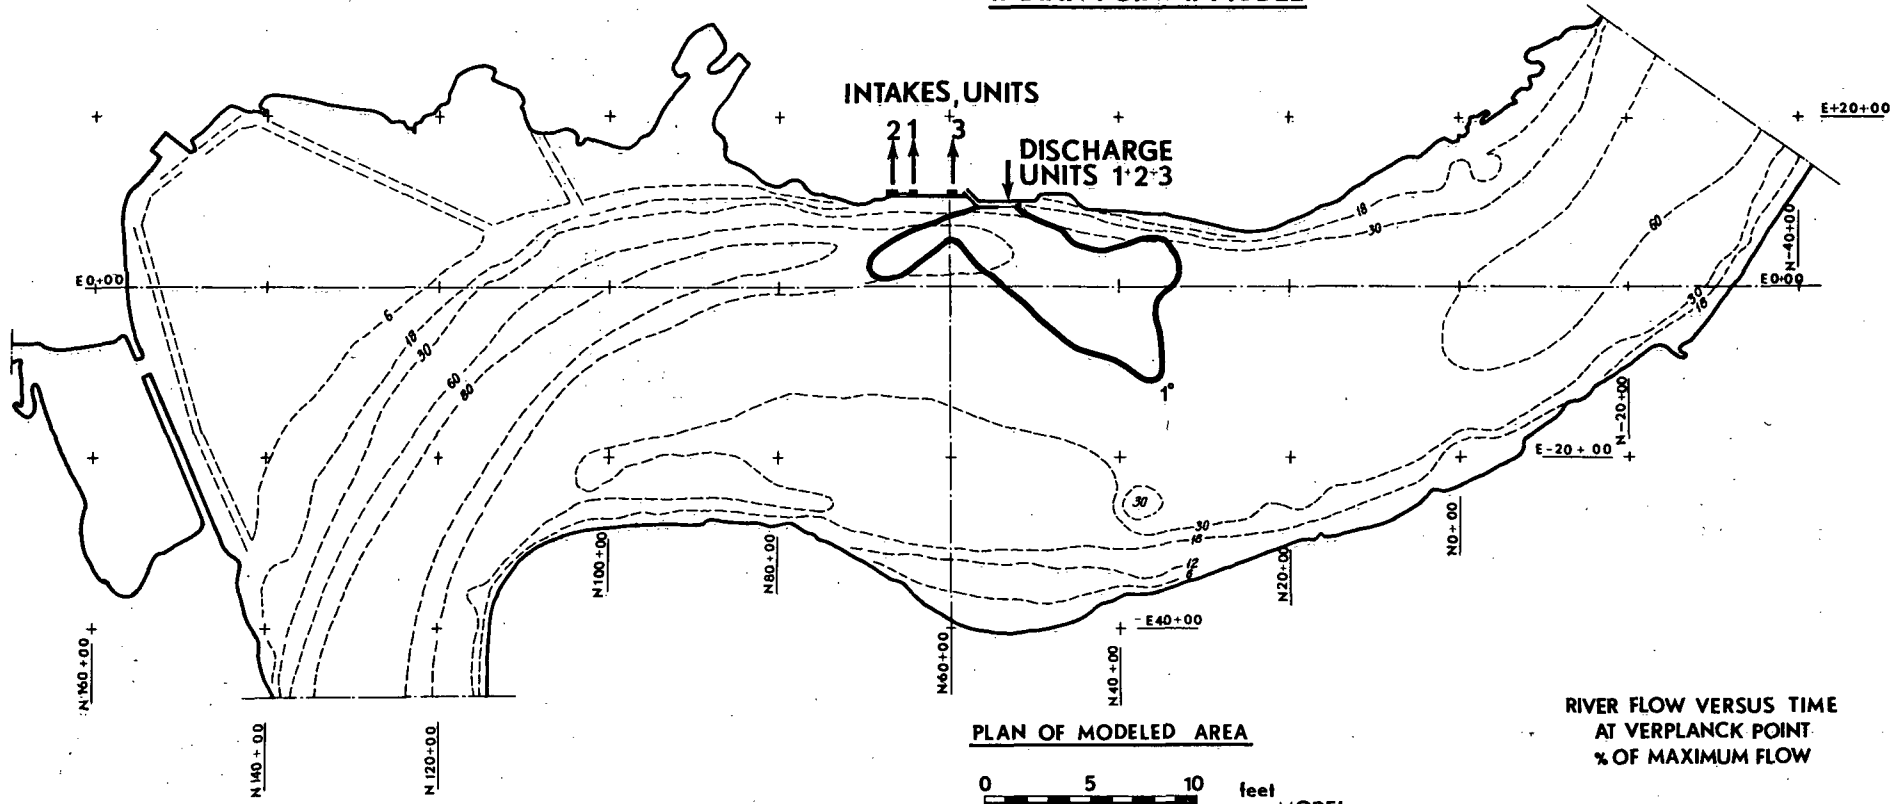 INTAKES, UNITS
2 1 3
DISCHARGE
UNITS 1+2+3
E+20+00
18
30
60
N-40+00
E0+00
E0+00
6
18
30
60
80
30
18
1°
N-20+00
E-20+00
30
30
18
12
6
N0+00
N20+00
N100+00
N80+00
E40+00
N160+00
N60+00
N40+00
N140+00
N120+00
PLAN OF MODELED AREA
0 5 10 feet
MODEL
RIVER FLOW VERSUS TIME
AT VERPLANCK POINT
% OF MAXIMUM FLOW